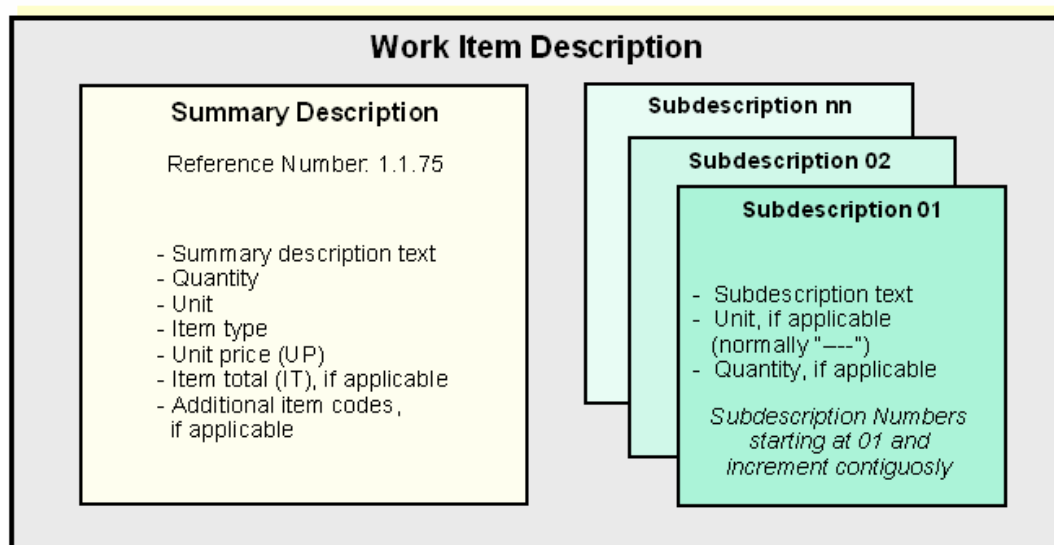 Work Item Description
Summary Description
Reference Number: 1.1.75
- Summary description text
- Quantity
- Unit
- Item type
- Unit price (UP)
- Item total (IT), if applicable
- Additional item codes,
if applicable
Subdescription nn
Subdescription 02
Subdescription 01
- Subdescription text
- Unit, if applicable
(normally "----")
- Quantity, if applicable
Subdescription Numbers
starting at 01 and
increment contiguosly